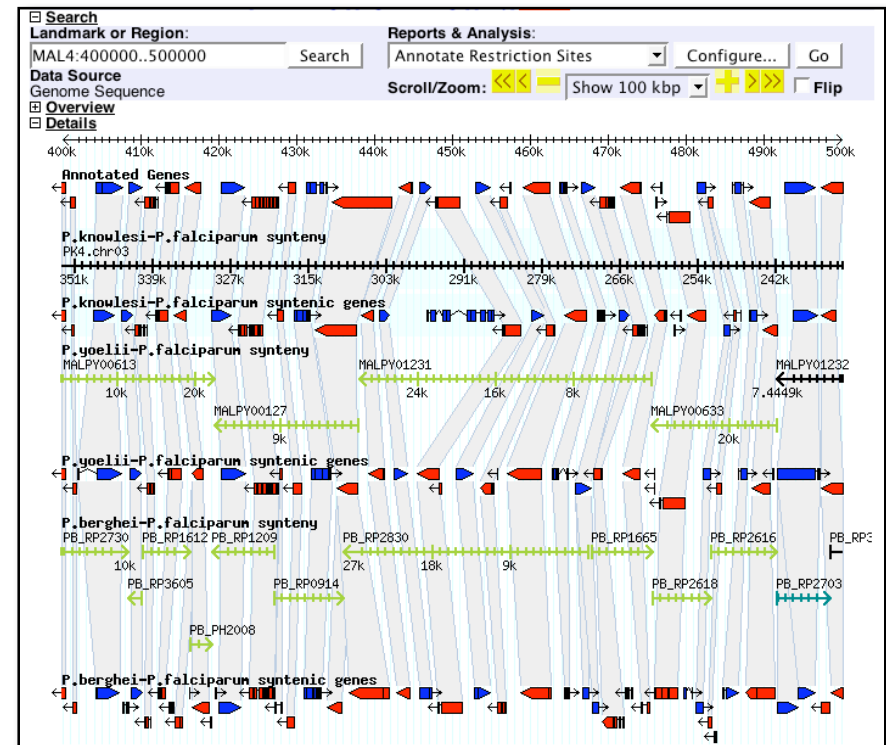 Search
Landmark or Region: Reports & Analysis:
MAL4:400000..500000 Search Annotate Restriction Sites Configure... Go
Data Source
Genome Sequence Scroll/Zoom: << < Show 100 kbp > >> Flip
Overview
Details
400k 410k 420k 430k 440k 450k 460k 470k 480k 490k 500k
Annotated Genes
P.knowlesi-P.falciparum synteny
PK4.chr03
351k 339k 327k 315k 303k 291k 279k 266k 254k 242k
P.knowlesi-P.falciparum syntenic genes
P.yoelii-P.falciparum synteny
MALPY00613 MALPY01231 MALPY01232
10k 20k 24k 16k 8k 7.4449k
MALPY00127 MALPY00633
9k 20k
P.yoelii-P.falciparum syntenic genes
P.berghei-P.falciparum synteny
PB_RP2730 PB_RP1612 PB_RP1209 PB_RP2830 PB_RP1665 PB_RP2616 PB_RP3
10k 27k 18k 9k
PB_RP3605 PB_RP0914 PB_RP2618 PB_RP2703
PB_PH2008
P.berghei-P.falciparum syntenic genes